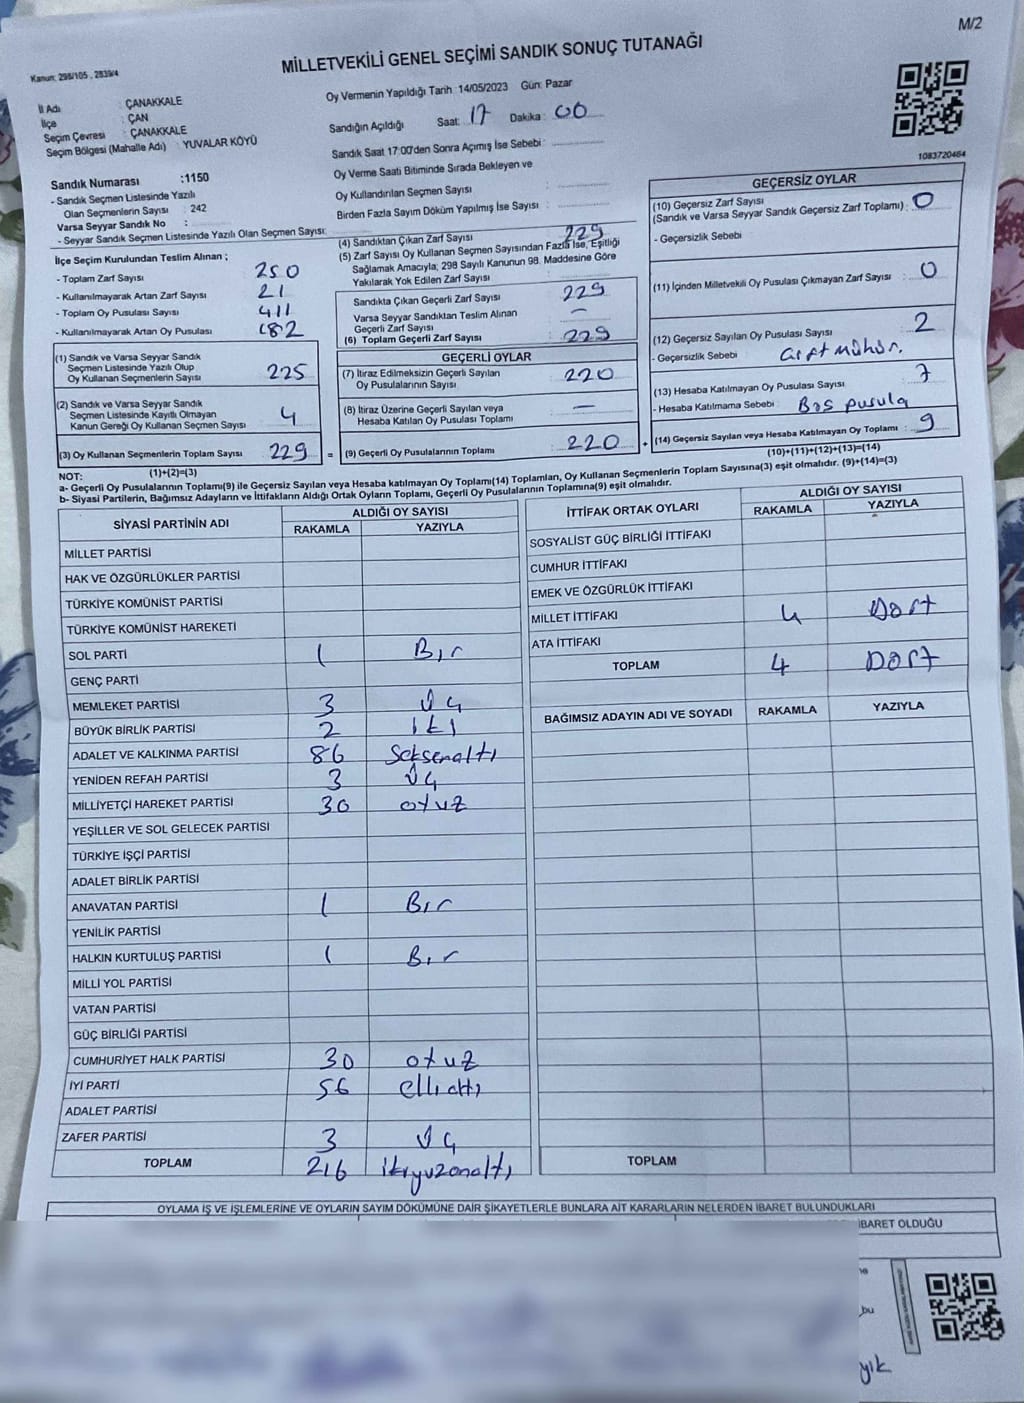 M/2
MİLLETVEKİLİ GENEL SEÇİMİ SANDIK SONUÇ TUTANAĞI
Kanun: 298/105 , 2839/4
İl Adı : ÇANAKKALE
İlçe : ÇAN
Seçim Çevresi : ÇANAKKALE
Seçim Bölgesi (Mahalle Adı) : YUVALAR KÖYÜ
Oy Vermenin Yapıldığı Tarih : 14/05/2023 Gün: Pazar
Sandığın Açıldığı Saat: 17 Dakika : 00
Sandık Saat 17:00'den Sonra Açımış İse Sebebi :
Oy Verme Saati Bitiminde Sırada Bekleyen ve
Oy Kullandırılan Seçmen Sayısı :
Birden Fazla Sayım Döküm Yapılmış İse Sayısı :
1083720464
Sandık Numarası :1150
- Sandık Seçmen Listesinde Yazılı
Olan Seçmenlerin Sayısı : 242
Varsa Seyyar Sandık No :
- Seyyar Sandık Seçmen Listesinde Yazılı Olan Seçmen Sayısı:
İlçe Seçim Kurulundan Teslim Alınan ;
- Toplam Zarf Sayısı : 250
- Kullanılmayarak Artan Zarf Sayısı : 21
- Toplam Oy Pusulası Sayısı : 411
- Kullanılmayarak Artan Oy Pusulası : 182
(4) Sandıktan Çıkan Zarf Sayısı : 229
(5) Zarf Sayısı Oy Kullanan Seçmen Sayısından Fazla İse, Eşitliği
Sağlamak Amacıyla; 298 Sayılı Kanunun 98. Maddesine Göre
Yakılarak Yok Edilen Zarf Sayısı :
Sandıkta Çıkan Geçerli Zarf Sayısı : 229
Varsa Seyyar Sandıktan Teslim Alınan
Geçerli Zarf Sayısı : —
(6) Toplam Geçerli Zarf Sayısı : 229
GEÇERSİZ OYLAR
(10) Geçersiz Zarf Sayısı
(Sandık ve Varsa Seyyar Sandık Geçersiz Zarf Toplamı) : 0
- Geçersizlik Sebebi
(11) İçinden Milletvekili Oy Pusulası Çıkmayan Zarf Sayısı : 0
(12) Geçersiz Sayılan Oy Pusulası Sayısı : 2
- Geçersizlik Sebebi : Çift mühür.
(13) Hesaba Katılmayan Oy Pusulası Sayısı : 7
- Hesaba Katılmama Sebebi : Boş pusula
(14) Geçersiz Sayılan veya Hesaba Katılmayan Oy Toplamı : 9
(10)+(11)+(12)+(13)=(14)
(1) Sandık ve Varsa Seyyar Sandık
Seçmen Listesinde Yazılı Olup
Oy Kullanan Seçmenlerin Sayısı : 225
(2) Sandık ve Varsa Seyyar Sandık
Seçmen Listesinde Kayıtlı Olmayan
Kanun Gereği Oy Kullanan Seçmen Sayısı : 4
(3) Oy Kullanan Seçmenlerin Toplam Sayısı : 229 =
(1)+(2)=(3)
GEÇERLİ OYLAR
(7) İtiraz Edilmeksizin Geçerli Sayılan
Oy Pusulalarının Sayısı : 220
(8) İtiraz Üzerine Geçerli Sayılan veya
Hesaba Katılan Oy Pusulası Toplamı : —
(9) Geçerli Oy Pusulalarının Toplamı : 220 +
NOT:
a- Geçerli Oy Pusulalarının Toplamı(9) ile Geçersiz Sayılan veya Hesaba katılmayan Oy Toplamı(14) Toplamları, Oy Kullanan Seçmenlerin Toplam Sayısına(3) eşit olmalıdır. (9)+(14)=(3)
b- Siyasi Partilerin, Bağımsız Adayların ve İttifakların Aldığı Ortak Oyların Toplamı, Geçerli Oy Pusulalarının Toplamına(9) eşit olmalıdır.
SİYASİ PARTİNİN ADI ALDIĞI OY SAYISI
RAKAMLA YAZIYLA
MİLLET PARTİSİ
HAK VE ÖZGÜRLÜKLER PARTİSİ
TÜRKİYE KOMÜNİST PARTİSİ
TÜRKİYE KOMÜNİST HAREKETİ
SOL PARTİ 1 Bir
GENÇ PARTİ
MEMLEKET PARTİSİ 3 ÜÇ
BÜYÜK BİRLİK PARTİSİ 2 iki
ADALET VE KALKINMA PARTİSİ 86 Seksenaltı
YENİDEN REFAH PARTİSİ 3 ÜÇ
MİLLİYETÇİ HAREKET PARTİSİ 30 otuz
YEŞİLLER VE SOL GELECEK PARTİSİ
TÜRKİYE İŞÇİ PARTİSİ
ADALET BİRLİK PARTİSİ
ANAVATAN PARTİSİ 1 Bir
YENİLİK PARTİSİ
HALKIN KURTULUŞ PARTİSİ 1 Bir
MİLLİ YOL PARTİSİ
VATAN PARTİSİ
GÜÇ BİRLİĞİ PARTİSİ
CUMHURİYET HALK PARTİSİ 30 otuz
İYİ PARTİ 56 elli altı
ADALET PARTİSİ
ZAFER PARTİSİ 3 ÜÇ
TOPLAM 216 ikiyüzonaltı
İTTİFAK ORTAK OYLARI ALDIĞI OY SAYISI
RAKAMLA YAZIYLA
SOSYALİST GÜÇ BİRLİĞİ İTTİFAKI
CUMHUR İTTİFAKI
EMEK VE ÖZGÜRLÜK İTTİFAKI
MİLLET İTTİFAKI 4 Dört
ATA İTTİFAKI
TOPLAM 4 Dört
BAĞIMSIZ ADAYIN ADI VE SOYADI RAKAMLA YAZIYLA
TOPLAM
OYLAMA İŞ VE İŞLEMLERİNE VE OYLARIN SAYIM DÖKÜMÜNE DAİR ŞİKAYETLERLE BUNLARA AİT KARARLARIN NELERDEN İBARET BULUNDUKLARI
İBARET OLDUĞU
bu
yık